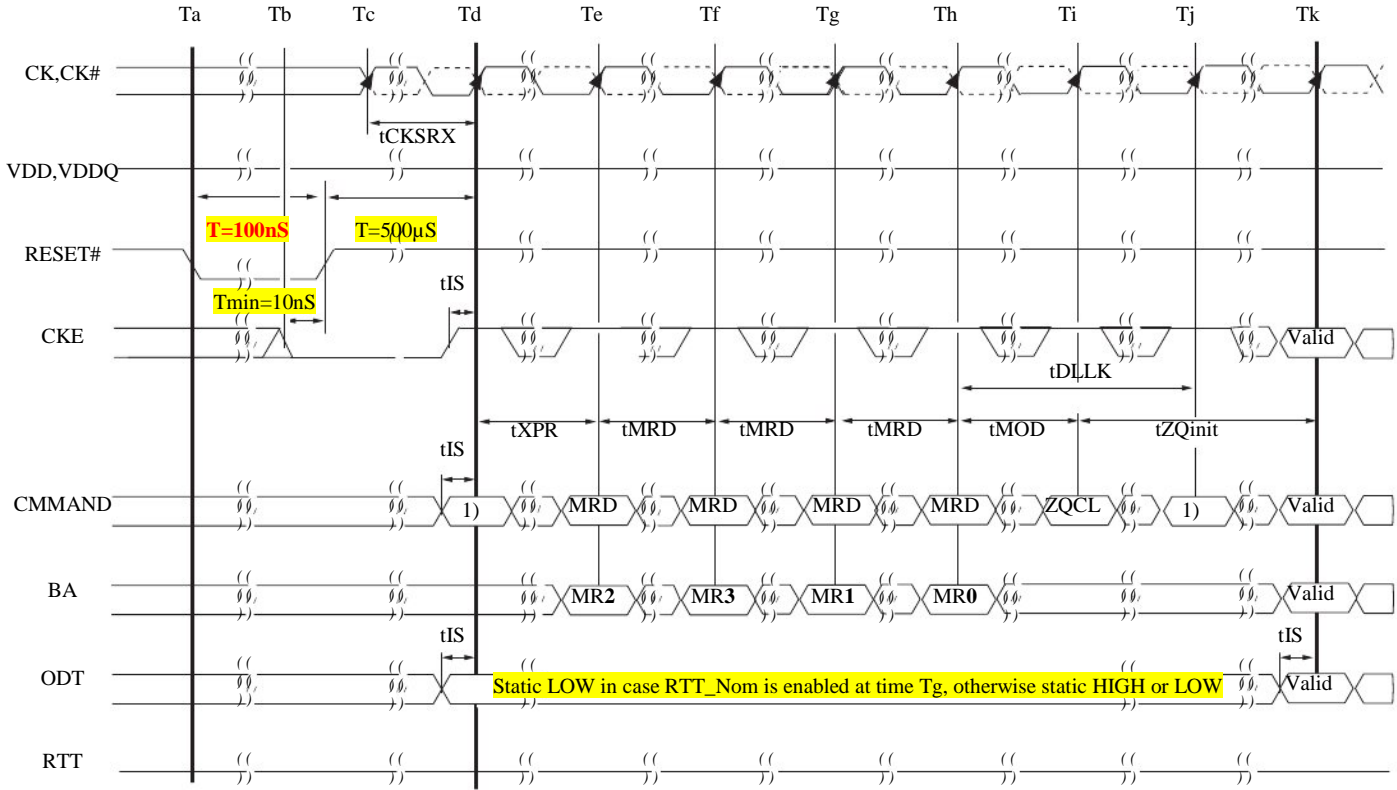 Ta Tb Tc Td Te Tf Tg Th Ti Tj Tk
CK,CK#
tCKSRX
VDD,VDDQ
T=100nS T=500µS
RESET#
Tmin=10nS tIS
CKE Valid
tDLLK
tXPR tMRD tMRD tMRD tMOD tZQinit
tIS
CMMAND 1) MRD MRD MRD MRD ZQCL 1) Valid
BA MR2 MR3 MR1 MR0 Valid
tIS tIS
ODT Static LOW in case RTT_Nom is enabled at time Tg, otherwise static HIGH or LOW Valid
RTT